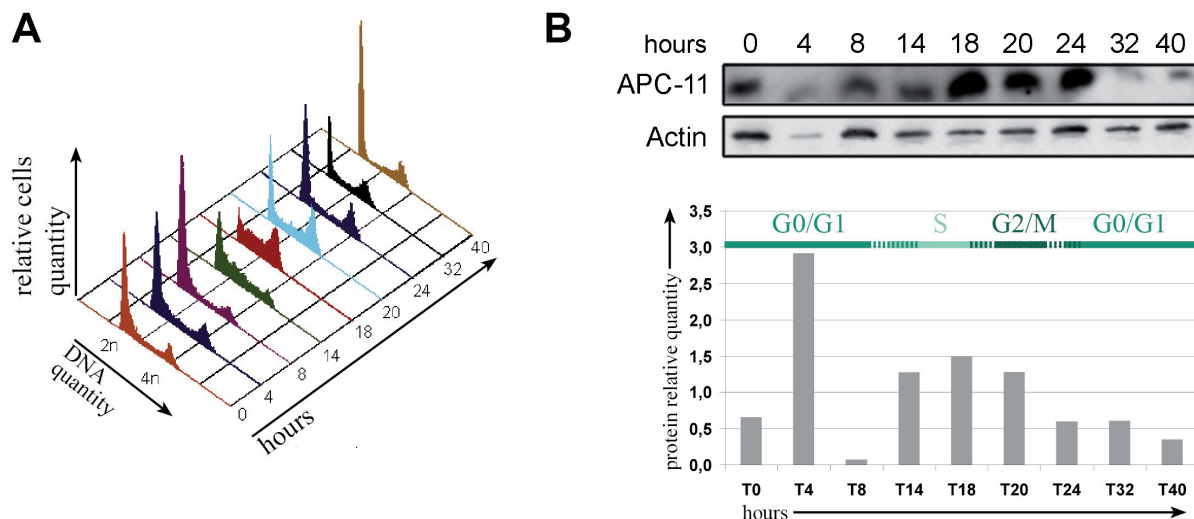 A
relative cells
quantity
2n
4n
DNA
quantity
0
4
8
14
18
20
24
32
40
hours
B
hours 0 4 8 14 18 20 24 32 40
APC-11
Actin
3,5
3,0
2,5
2,0
1,5
1,0
0,5
0,0
protein relative quantity
G0/G1 S G2/M G0/G1
T0 T4 T8 T14 T18 T20 T24 T32 T40
hours